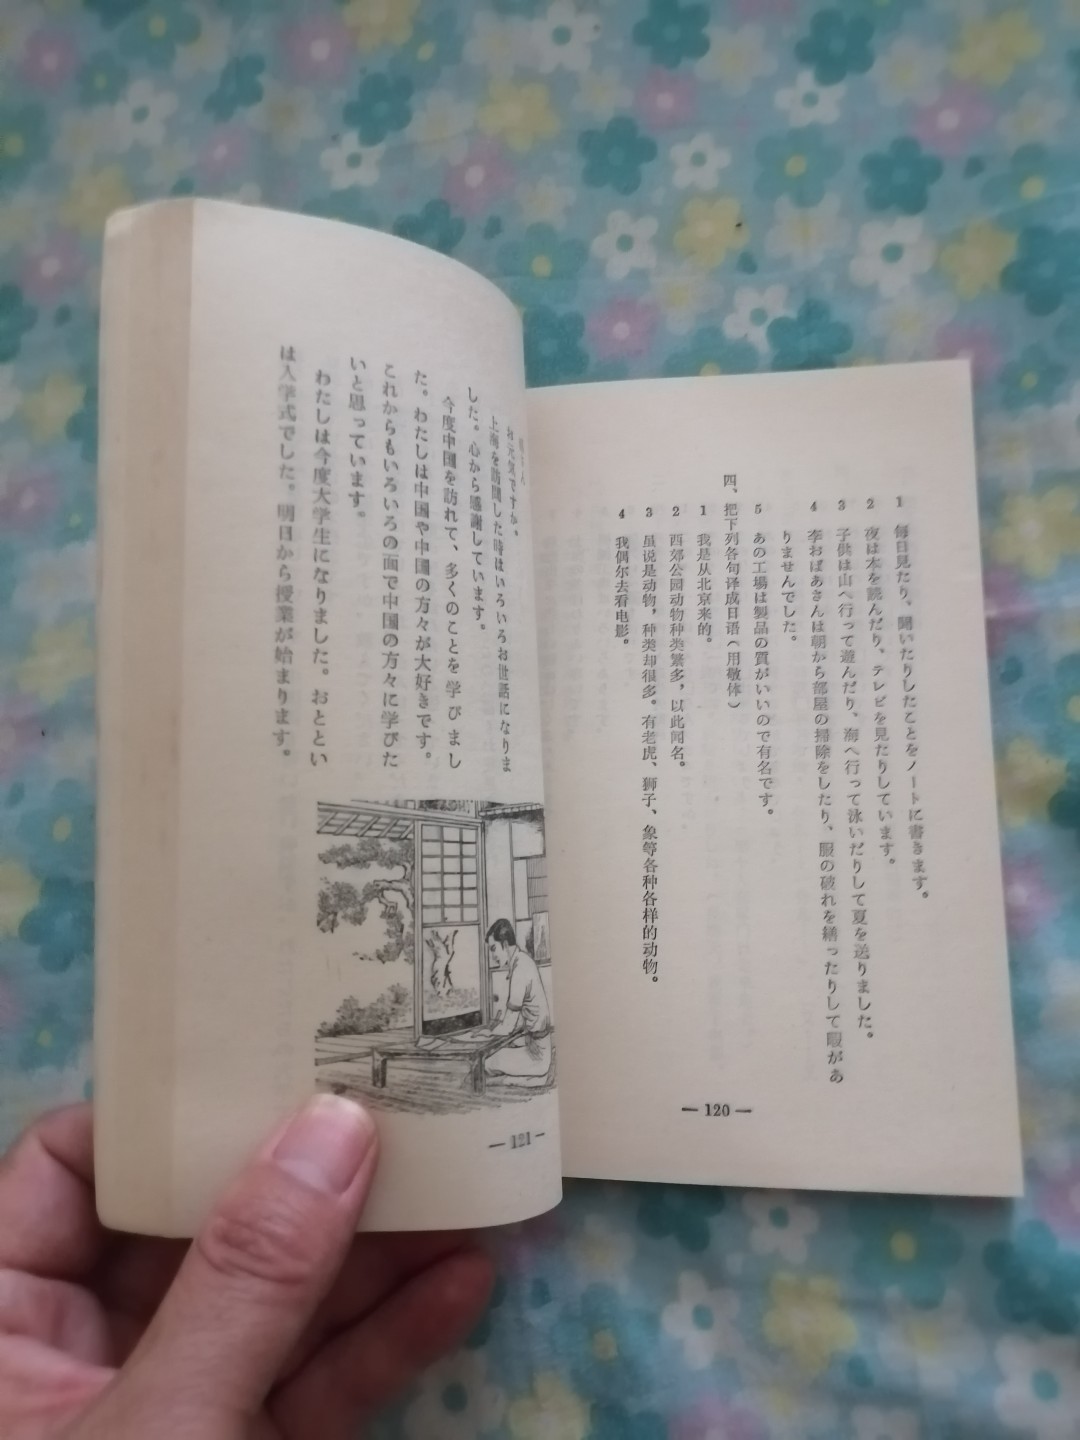 1 毎日見たり、聞いたりしたことをノートに書きます。
2 夜は本を読んだり、テレビを見たりしています。
3 子供は山へ行って遊んだり、海へ行って泳いだりして夏を送りました。
4 李おばあさんは朝から部屋の掃除をしたり、服の破れを繕ったりして暇があ
りませんでした。
5 あの工場は製品の質がいいので有名です。
四、把下列各句译成日语(用敬体)
1 我是从北京来的。
2 西郊公园动物种类繁多，以此闻名。
3 虽说是动物，种类却很多。有老虎、狮子、象等各种各样的动物。
4 我偶尔去看电影。
— 120 —
お元気ですか。
上海を訪問した時はいろいろお世話になりま
した。心から感謝しています。
今度中国を訪れて、多くのことを学びまし
た。わたしは中国や中国の方々が大好きです。
これからもいろいろの面で中国の方々に学びた
いと思っています。
わたしは今度大学生になりました。おととい
は入学式でした。明日から授業が始まります。
— 121 —